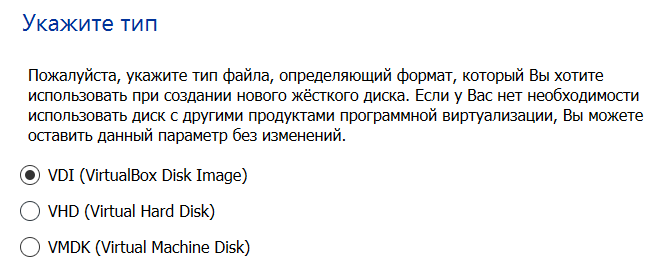 Укажите тип
Пожалуйста, укажите тип файла, определяющий формат, который Вы хотите
использовать при создании нового жёсткого диска. Если у Вас нет необходимости
использовать диск с другими продуктами программной виртуализации, Вы можете
оставить данный параметр без изменений.
VDI (VirtualBox Disk Image)
VHD (Virtual Hard Disk)
VMDK (Virtual Machine Disk)